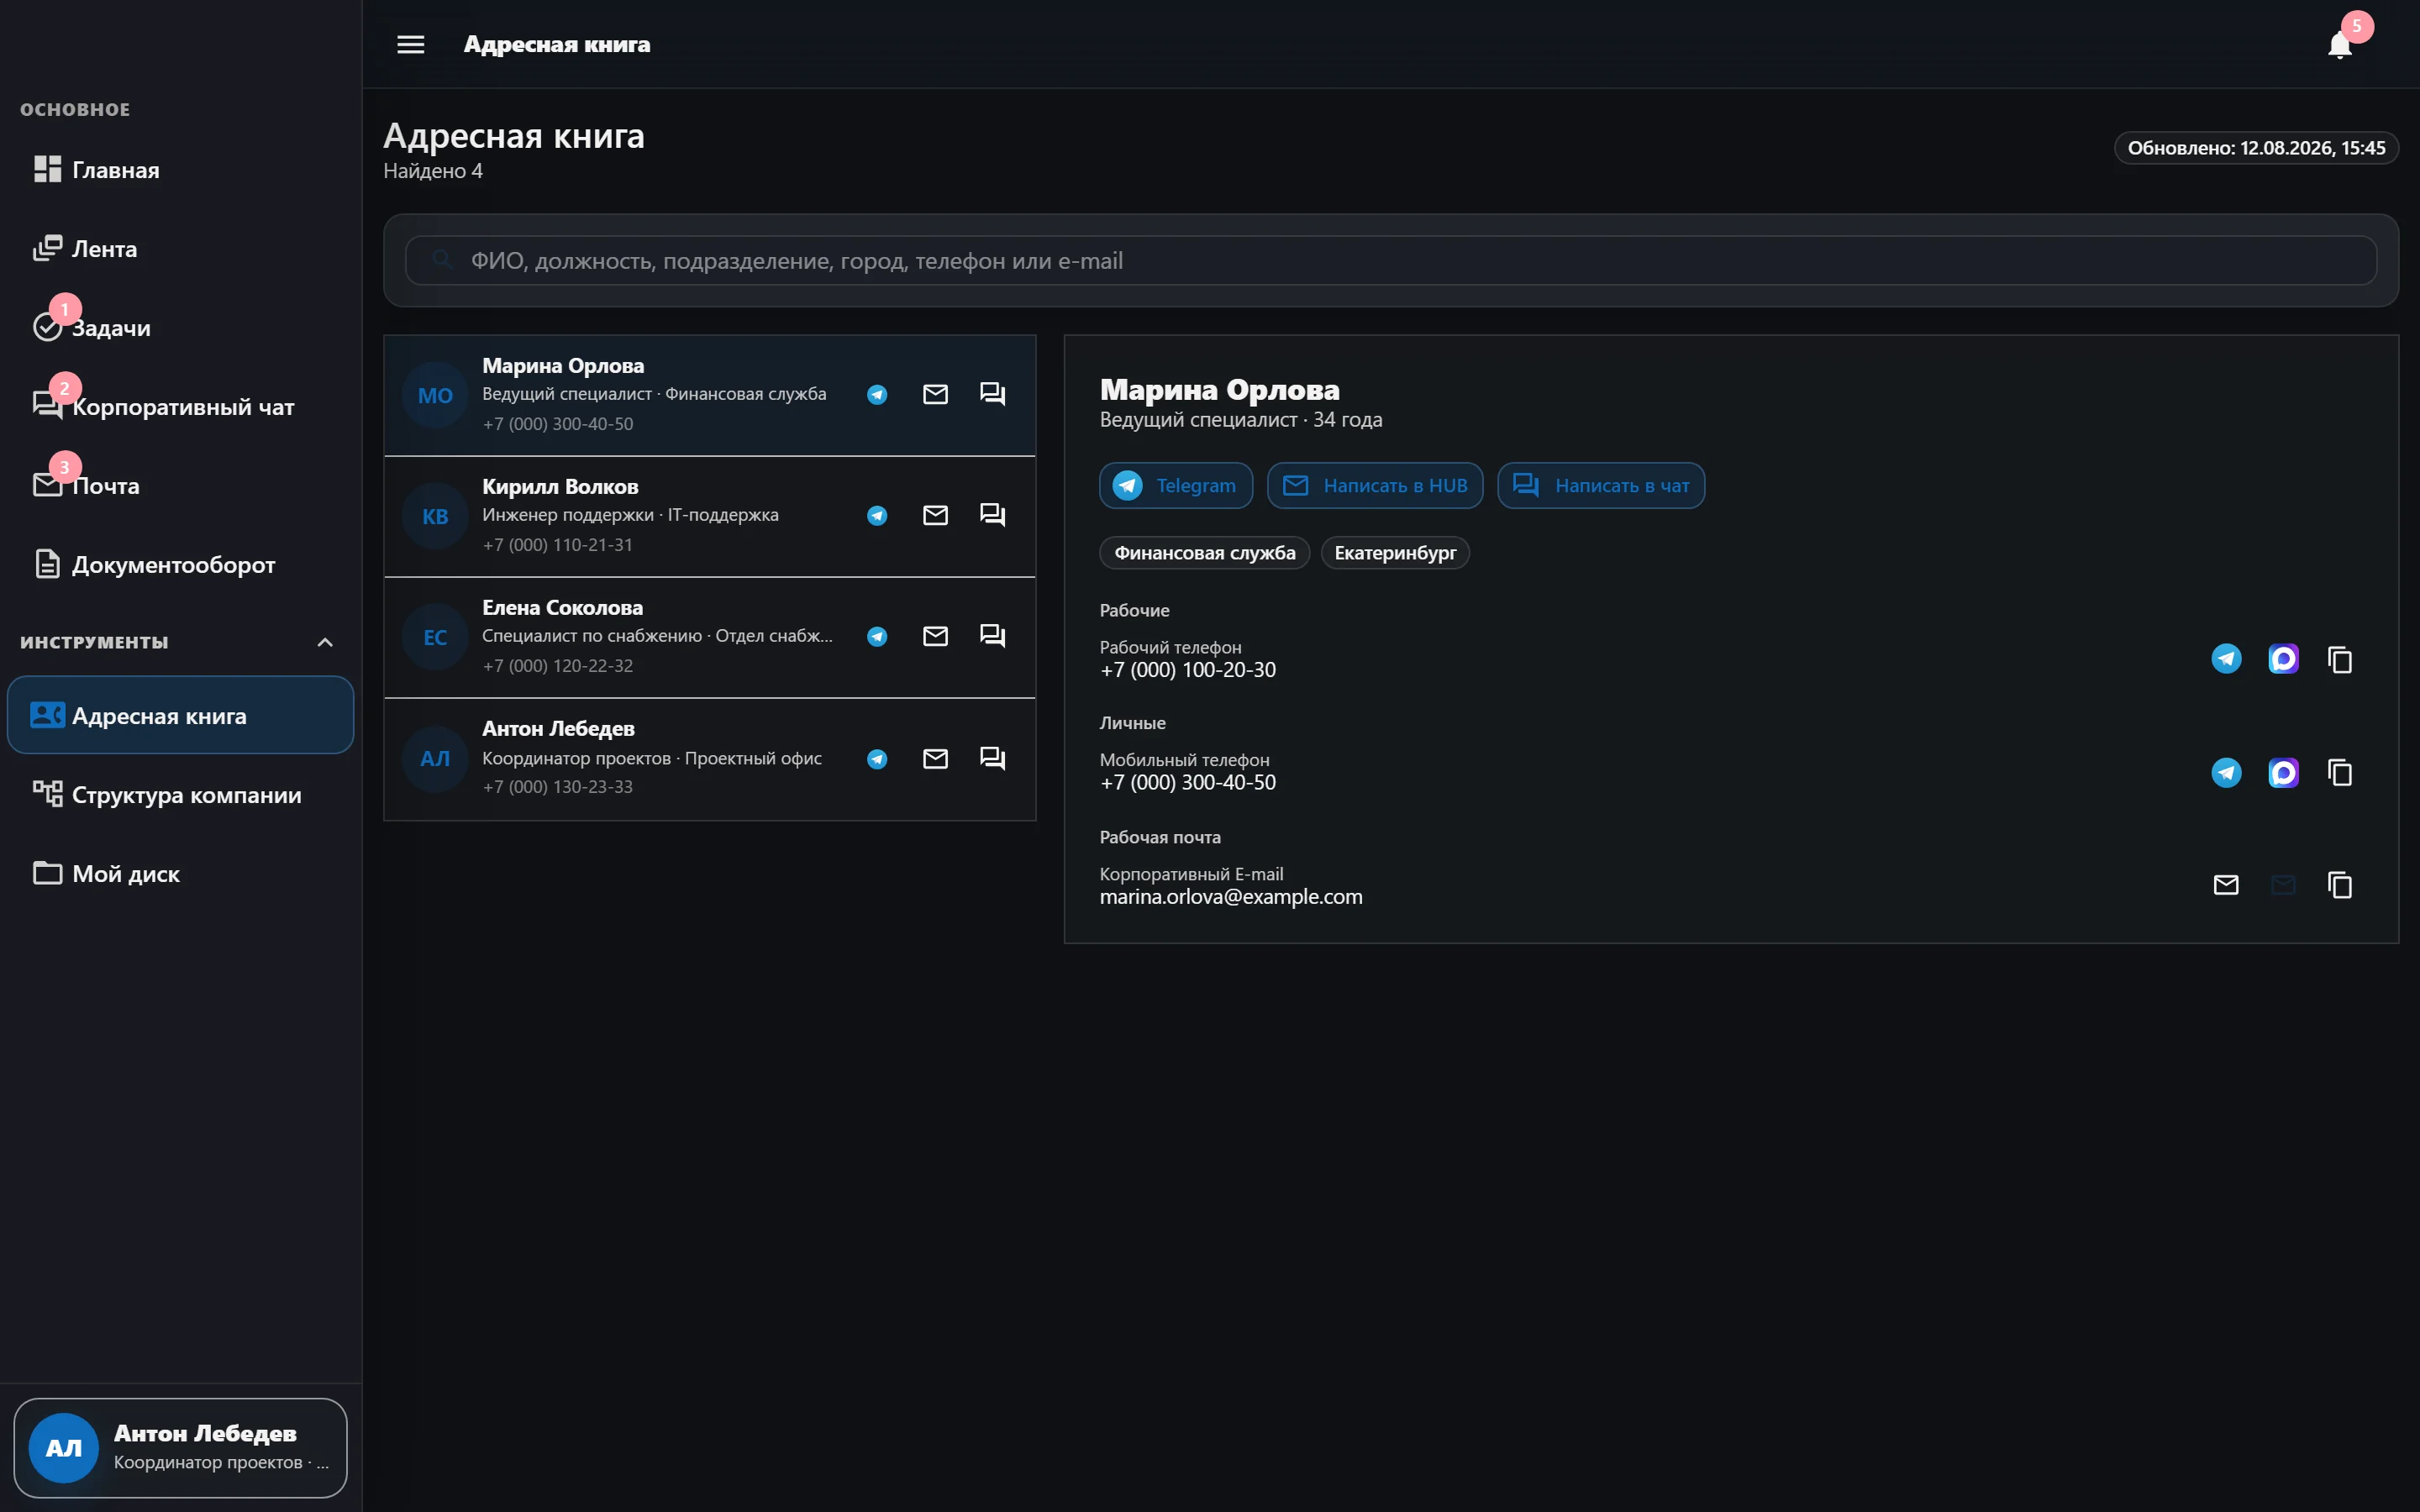 ОСНОВНОЕ
Главная
Лента
1
Задачи
2
Корпоративный чат
3
Почта
Документооборот
ИНСТРУМЕНТЫ
Адресная книга
Структура компании
Мой диск
АЛ
Антон Лебедев
Координатор проектов · ...
Адресная книга
5
Адресная книга
Найдено 4
Обновлено: 12.08.2026, 15:45
ФИО, должность, подразделение, город, телефон или e-mail
МО
Марина Орлова
Ведущий специалист · Финансовая служба
+7 (000) 300-40-50
КВ
Кирилл Волков
Инженер поддержки · IT-поддержка
+7 (000) 110-21-31
ЕС
Елена Соколова
Специалист по снабжению · Отдел снабж...
+7 (000) 120-22-32
АЛ
Антон Лебедев
Координатор проектов · Проектный офис
+7 (000) 130-23-33
Марина Орлова
Ведущий специалист · 34 года
Telegram
Написать в HUB
Написать в чат
Финансовая служба
Екатеринбург
Рабочие
Рабочий телефон
+7 (000) 100-20-30
Личные
Мобильный телефон
+7 (000) 300-40-50
Рабочая почта
Корпоративный E-mail
marina.orlova@example.com